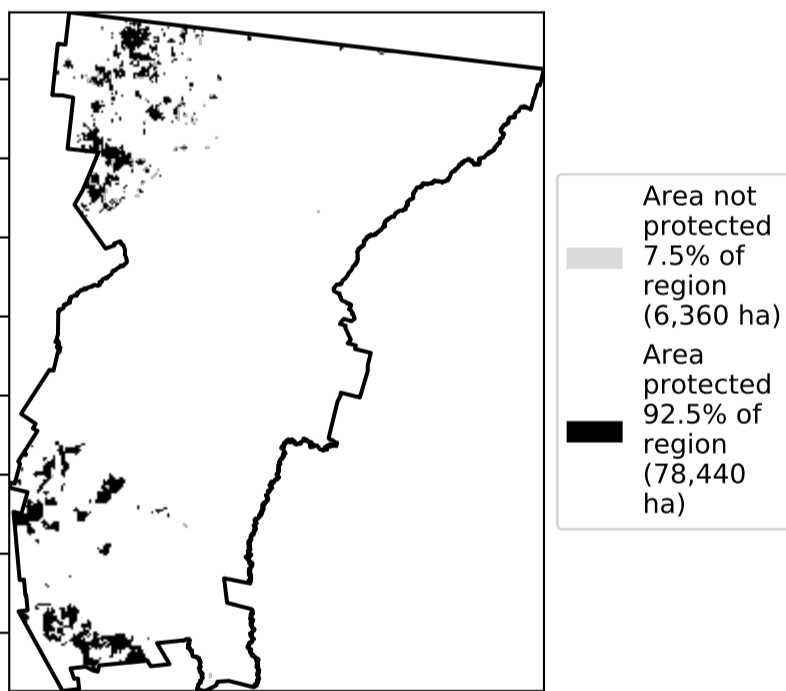 Area not
protected
7.5% of
region
(6,360 ha)
Area
protected
92.5% of
region
(78,440
ha)